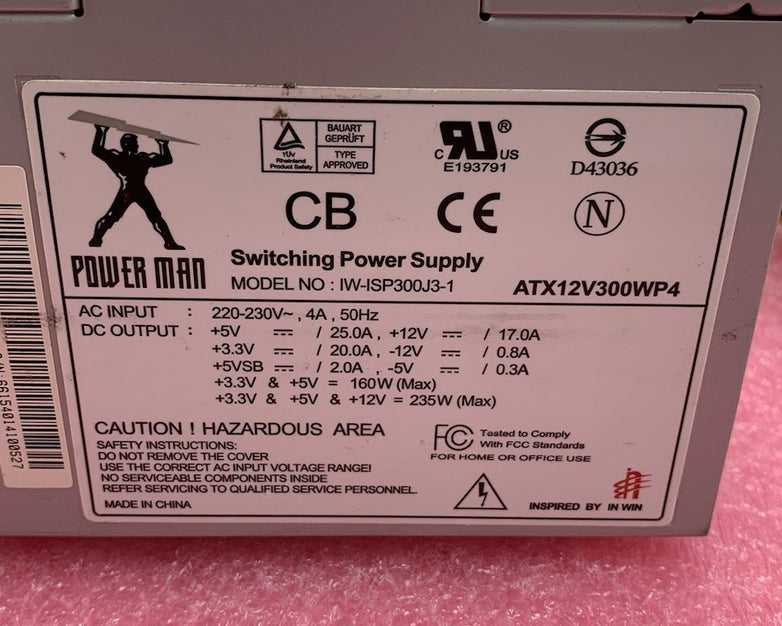 TÜV
Rheinland
Product Safety
BAUART
GEPRÜFT
TYPE
APPROVED
C RU ® US
E193791
D43036
CB
CE
N
POWER MAN
Switching Power Supply
MODEL NO : IW-ISP300J3-1
ATX12V300WP4
AC INPUT : 220-230V~ , 4A , 50Hz
DC OUTPUT : +5V ⎓ / 25.0A , +12V ⎓ / 17.0A
+3.3V ⎓ / 20.0A , -12V ⎓ / 0.8A
+5VSB ⎓ / 2.0A , -5V ⎓ / 0.3A
+3.3V & +5V = 160W (Max)
+3.3V & +5V & +12V = 235W (Max)
CAUTION ! HAZARDOUS AREA
SAFETY INSTRUCTIONS:
DO NOT REMOVE THE COVER
USE THE CORRECT AC INPUT VOLTAGE RANGE!
NO SERVICEABLE COMPONENTS INSIDE
REFER SERVICING TO QUALIFIED SERVICE PERSONNEL.
MADE IN CHINA
FC Tested to Comply
With FCC Standards
FOR HOME OR OFFICE USE
INSPIRED BY IN WIN
S/N:66154014100527